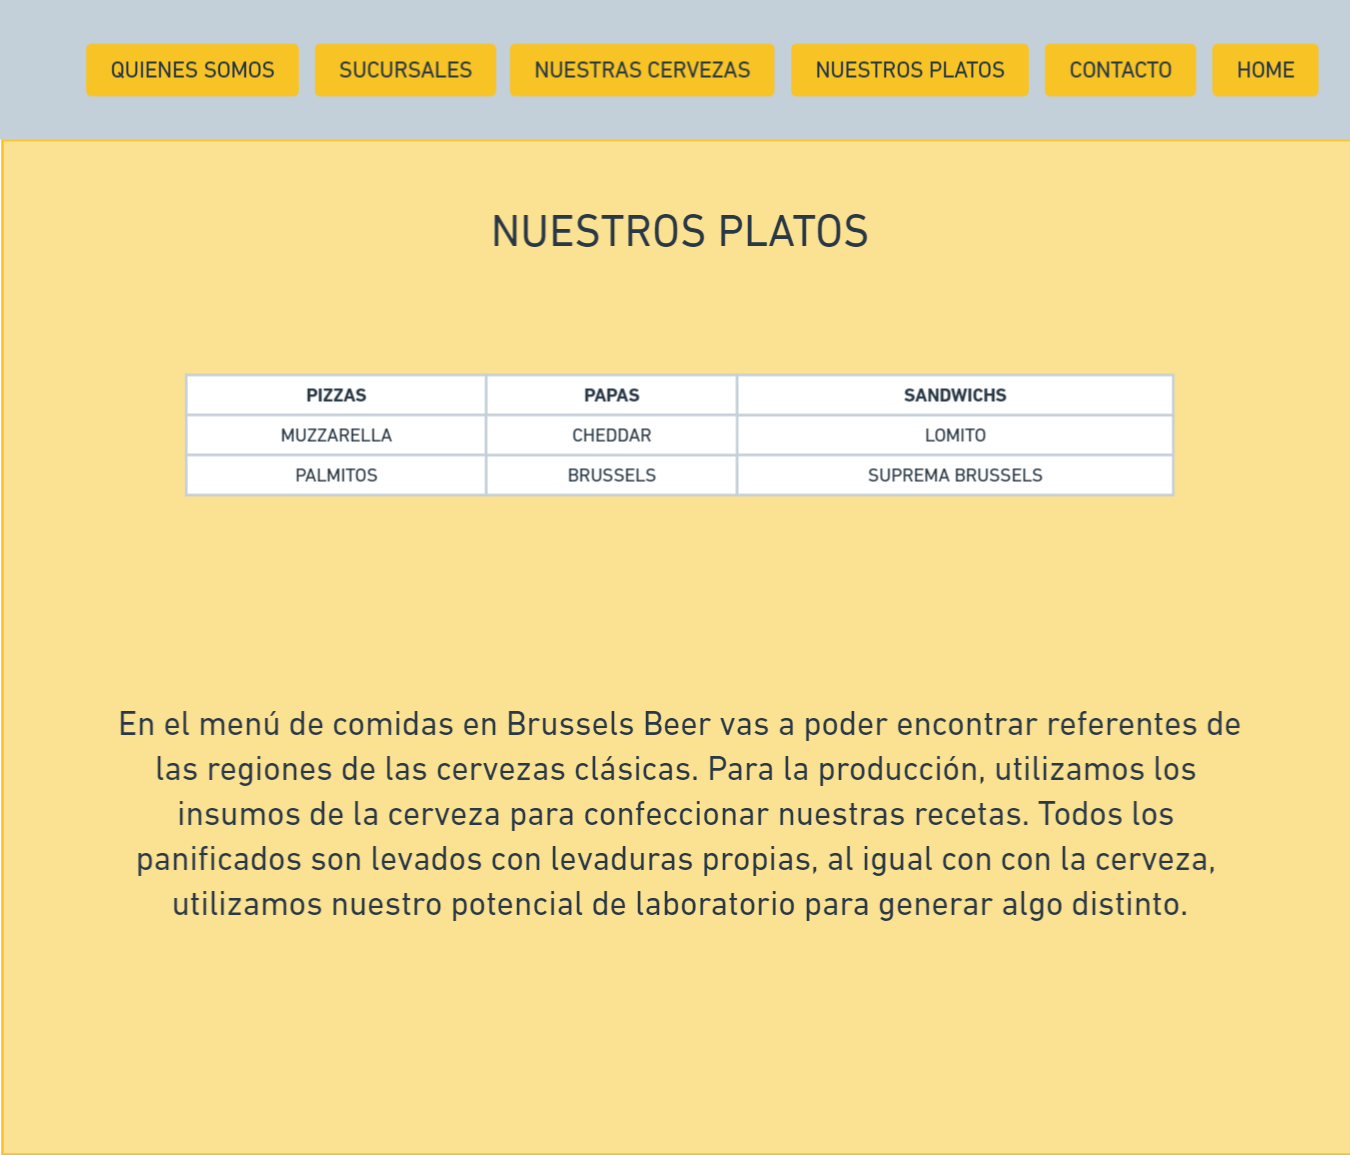 QUIENES SOMOS SUCURSALES NUESTRAS CERVEZAS NUESTROS PLATOS CONTACTO HOME
NUESTROS PLATOS
PIZZAS PAPAS SANDWICHS
MUZZARELLA CHEDDAR LOMITO
PALMITOS BRUSSELS SUPREMA BRUSSELS
En el menú de comidas en Brussels Beer vas a poder encontrar referentes de
las regiones de las cervezas clásicas. Para la producción, utilizamos los
insumos de la cerveza para confeccionar nuestras recetas. Todos los
panificados son levados con levaduras propias, al igual con con la cerveza,
utilizamos nuestro potencial de laboratorio para generar algo distinto.